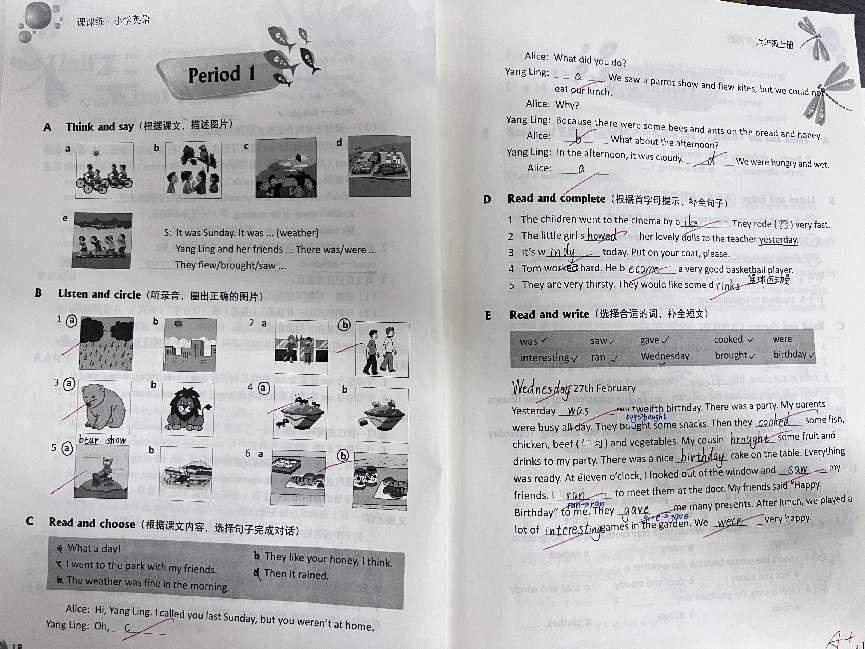 课课练·小学英语
Period 1
A Think and say（根据课文，描述图片）
a b c d
e
S: It was Sunday. It was ... (weather)
Yang Ling and her friends ... There was/were ...
They flew/brought/saw ...
B Listen and circle（听录音，圈出正确的图片）
1 a b 2 a b
3 a b 4 a b
bear show
5 a b 6 a b
C Read and choose（根据课文内容，选择句子完成对话）
a What a day!
b They like your honey, I think.
c I went to the park with my friends.
d Then it rained.
e The weather was fine in the morning.
Alice: Hi, Yang Ling. I called you last Sunday, but you weren't at home.
Yang Ling: Oh, c
18
六年级上册
Alice: What did you do?
Yang Ling: We saw a parrot show and flew kites, but we could not
eat our lunch.
Alice: Why?
Yang Ling: Because there were some bees and ants on the bread and honey.
Alice: b What about the afternoon?
Yang Ling: In the afternoon, it was cloudy. d We were hungry and wet.
Alice: a
D Read and complete（根据首字母提示，补全句子）
1 The children went to the cinema by bike. They rode (骑) very fast.
2 The little girl showed her lovely dolls to the teacher yesterday.
3 It's windy today. Put on your coat, please.
4 Tom worked hard. He became a very good basketball player.
篮球运动员
5 They are very thirsty. They would like some drinks
E Read and write（选择合适的词，补全短文）
was saw gave cooked were
interesting ran Wednesday brought birthday
Wednesday 27th February
Yesterday was my twelfth birthday. There was a party. My parents
buy→bought
were busy all day. They bought some snacks. Then they cooked some fish,
chicken, beef and vegetables. My cousin brought some fruit and
drinks to my party. There was a nice birthday cake on the table. Everything
was ready. At eleven o'clock, I looked out of the window and saw my
friends. I ran to meet them at the door. My friends said "Happy
run→ran
Birthday" to me. They gave me many presents. After lunch, we played a
give→gave
lot of interesting games in the garden. We were very happy.
A+